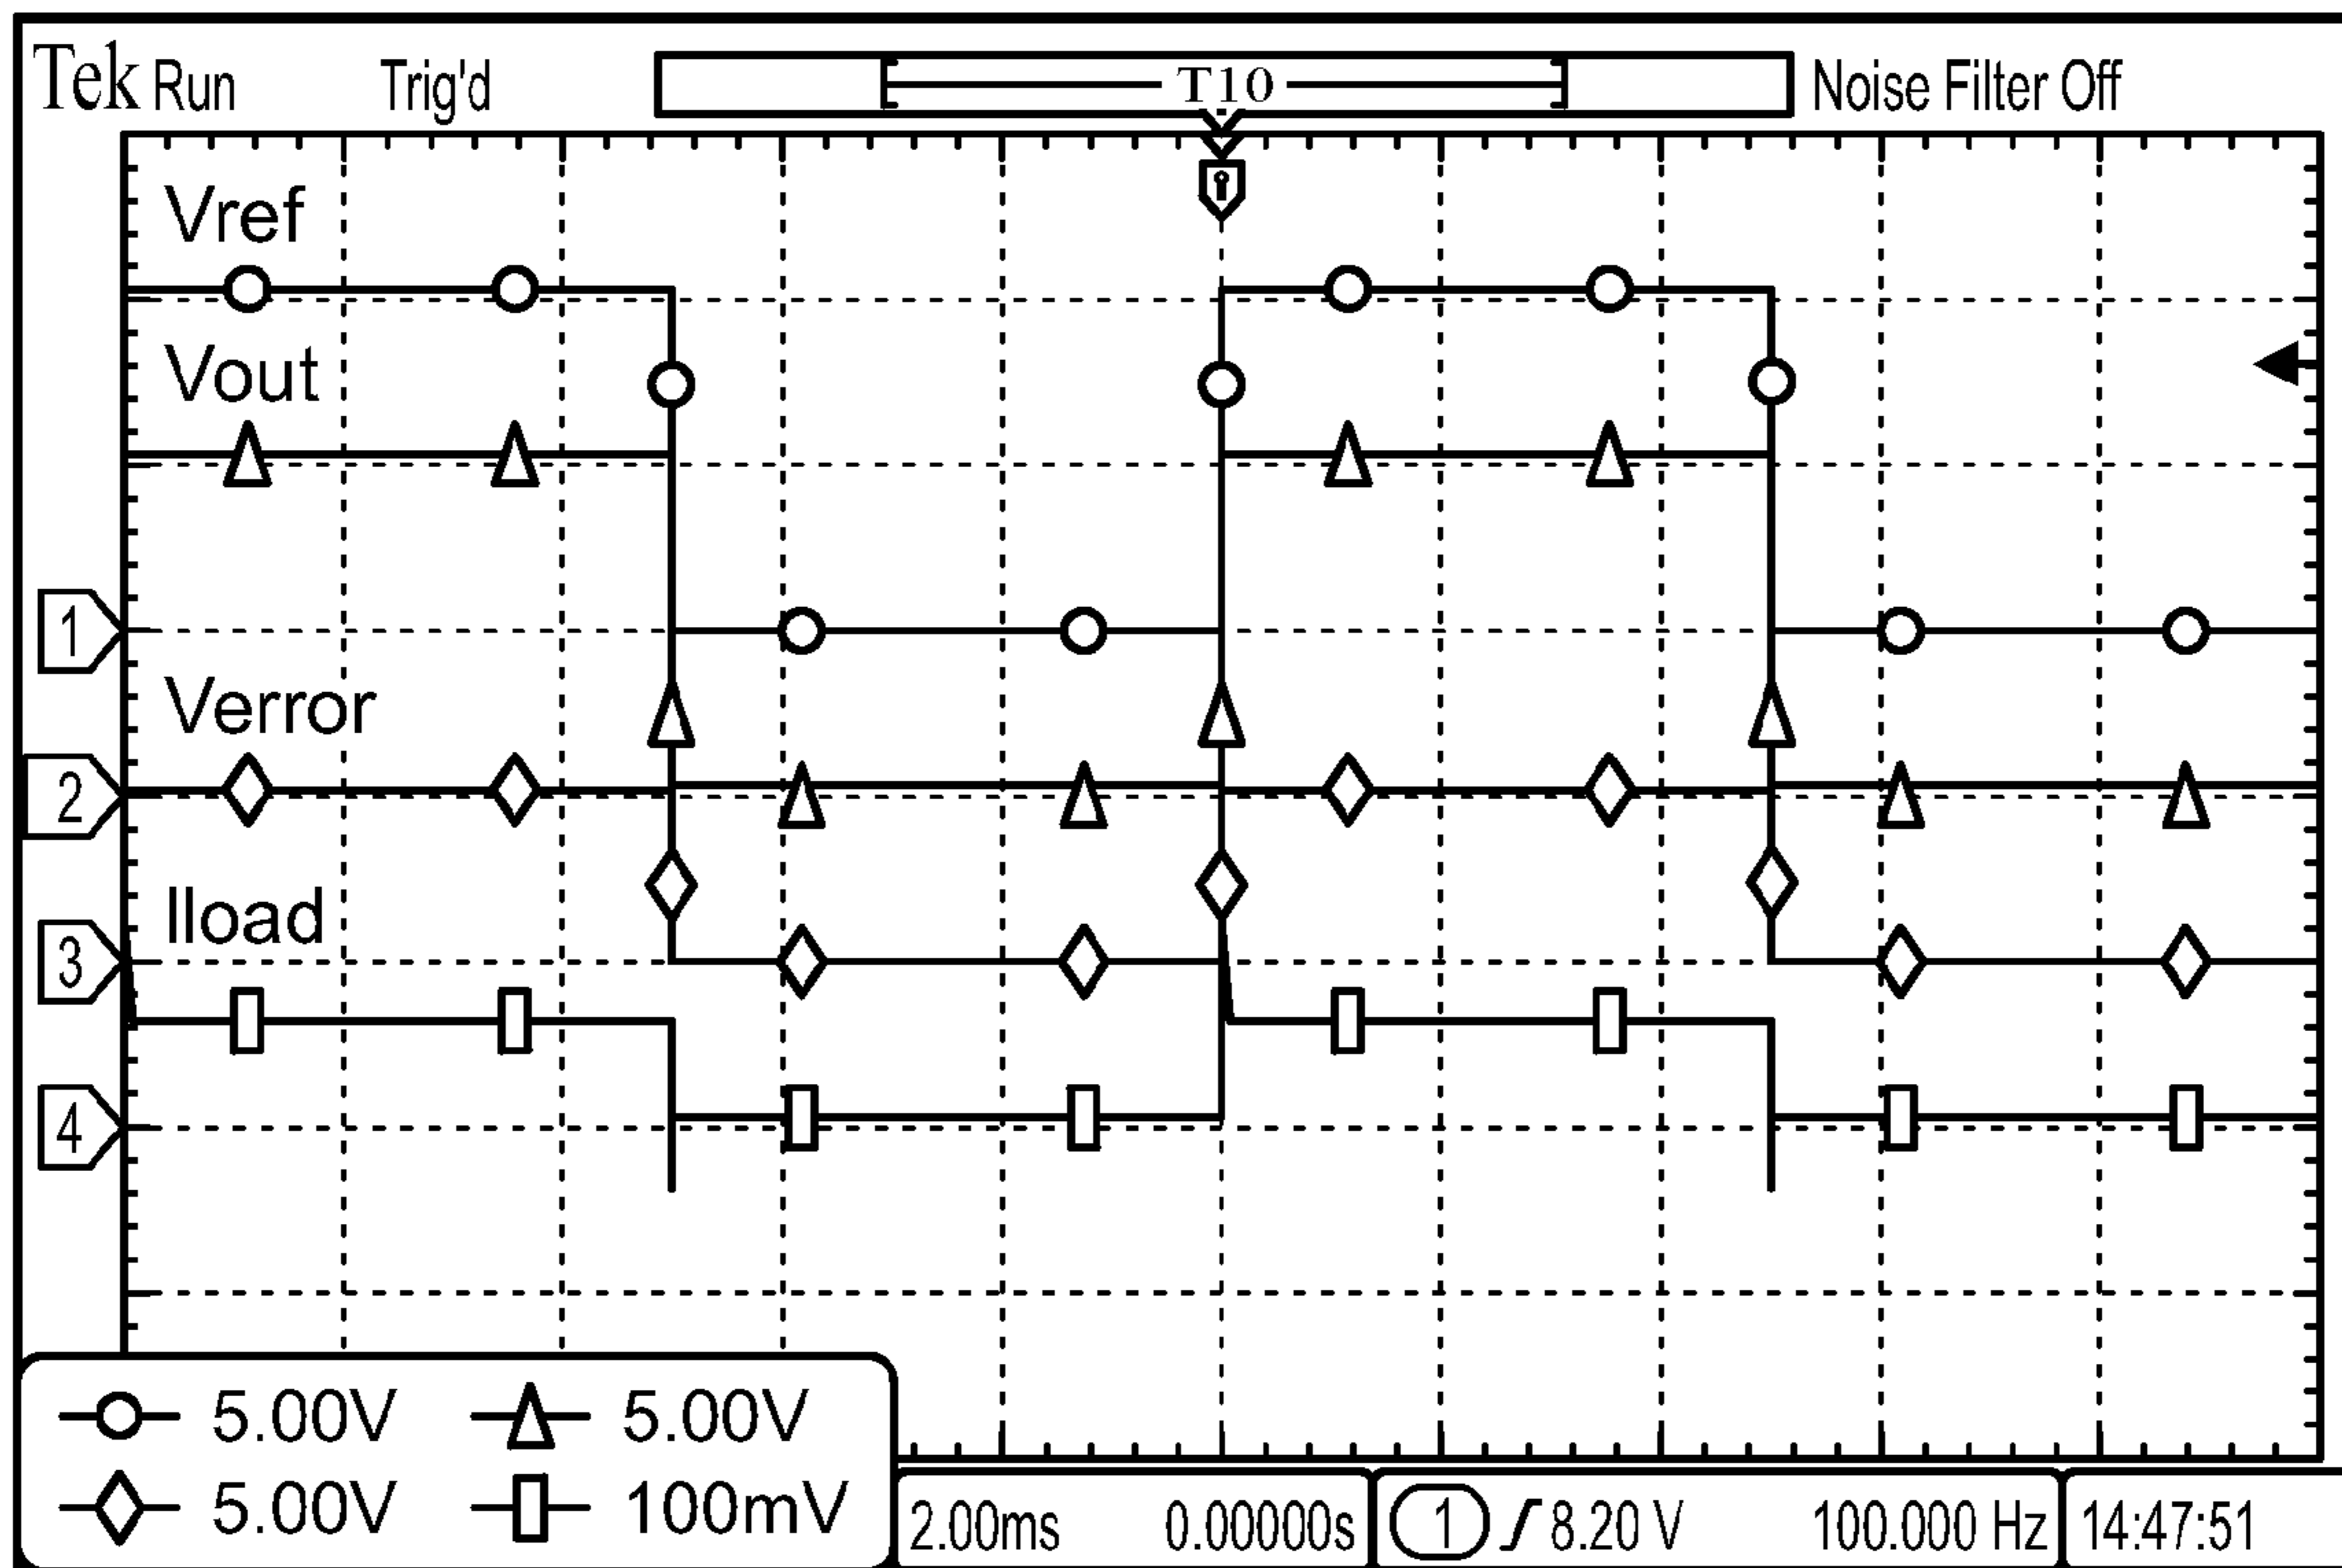 Tek Run Trig'd T10 Noise Filter Off
Vref
Vout
1
Verror
2
Iload
3
4
5.00V 5.00V
5.00V 100mV
2.00ms 0.00000s 1 8.20 V 100.000 Hz 14:47:51